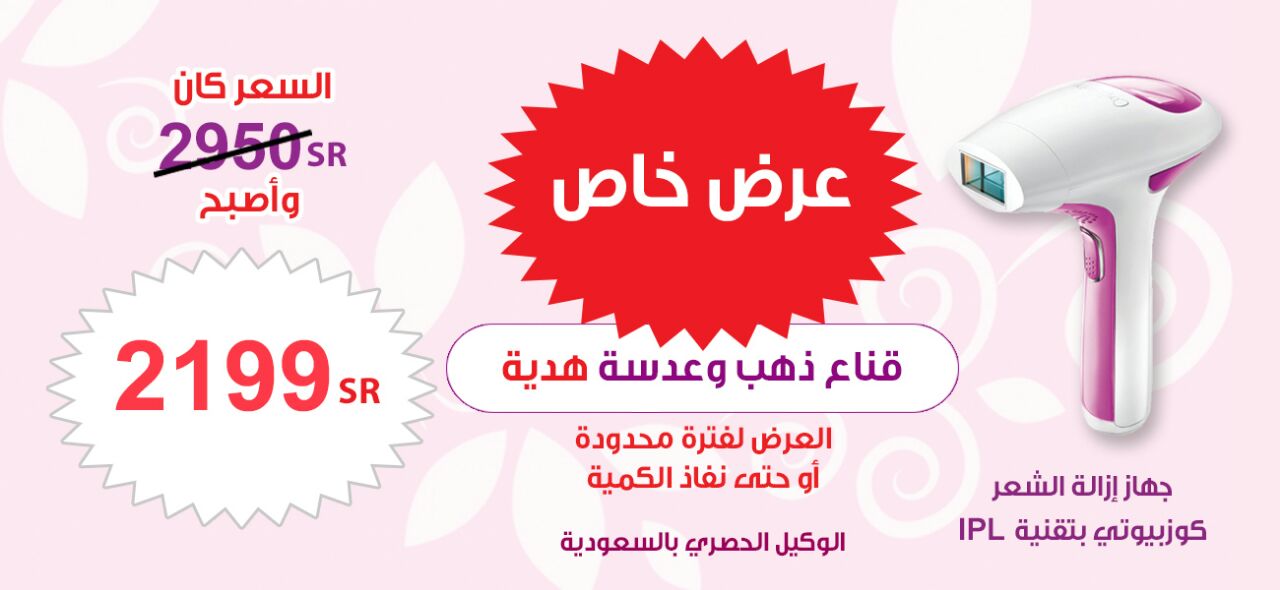 السعر كان
2950 SR
وأصبح
2199 SR
عرض خاص
قناع ذهب وعدسة هدية
العرض لفترة محدودة
أو حتى نفاذ الكمية
الوكيل الحصري بالسعودية
جهاز إزالة الشعر
كوزبيوتي بتقنية IPL